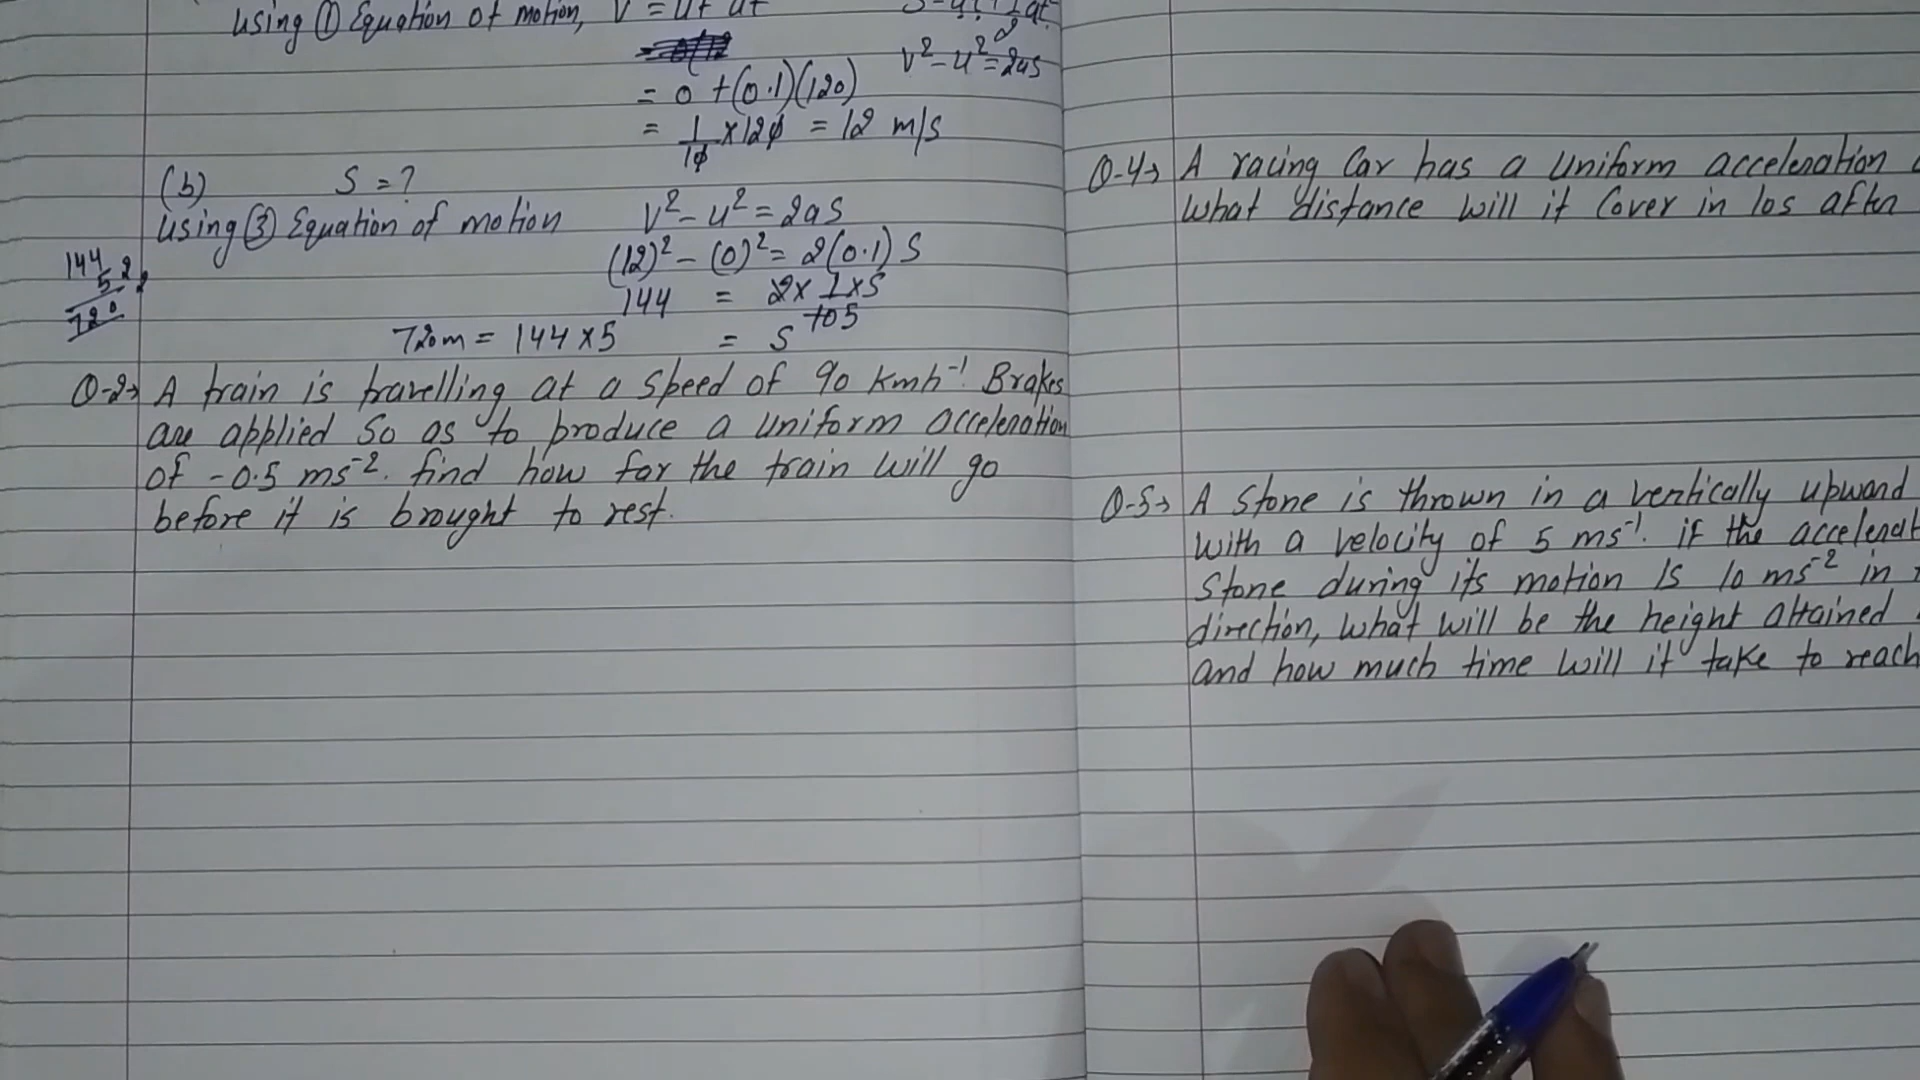 Using ① Equation of motion, V = u+at
= 0 +(0.1)(120)
= 1/10 ×120 = 12 m/s
V²-u²=2as
(b) S = ?
Using ③ Equation of motion V²-u²=2as
(12)² - (0)² = 2(0.1) S
144 = 2× 1×S
10 5
720m = 144 ×5 = S
144
5
720
Q-2→ A train is travelling at a speed of 90 Kmh⁻¹. Brakes
are applied so as to produce a uniform acceleration
of -0.5 ms⁻². find how far the train will go
before it is brought to rest.
Q-4→ A racing Car has a uniform acceleration
What distance will it Cover in 10s after
Q-5→ A Stone is thrown in a vertically upward
with a velocity of 5 ms⁻¹. if the accelerat
Stone during its motion is 10 ms⁻² in
direction, what will be the height attained
and how much time will it take to reach